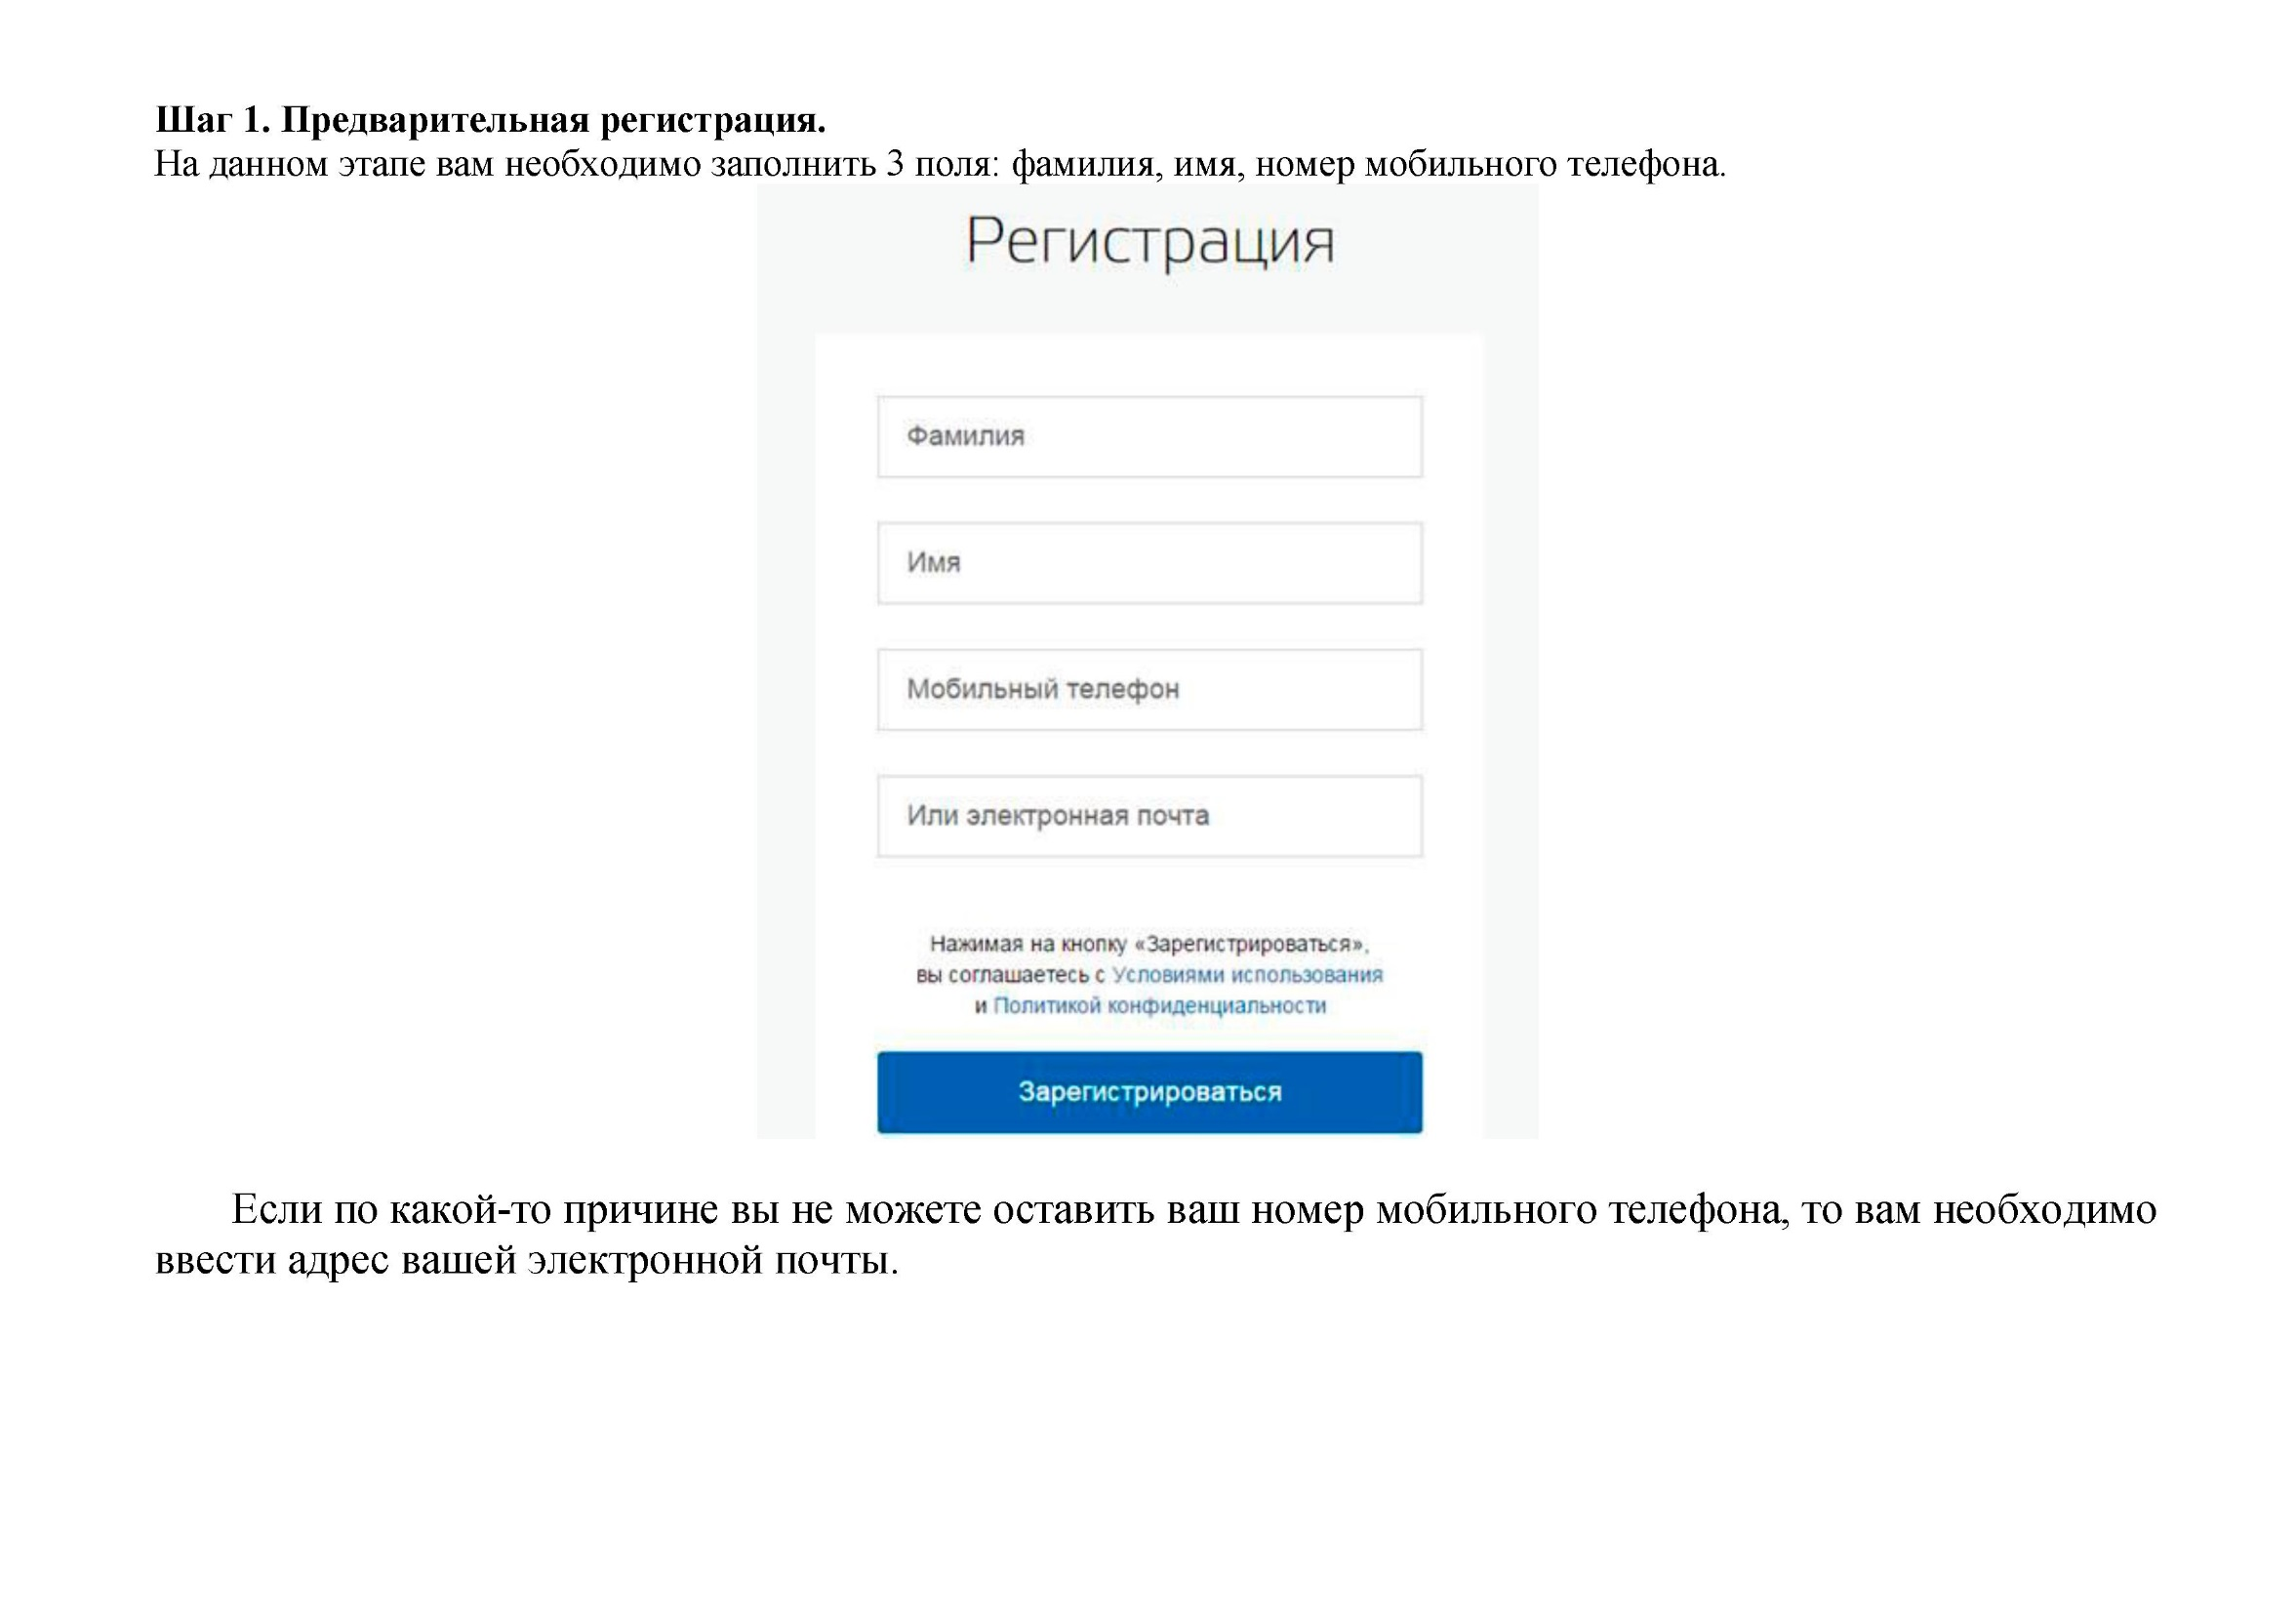 Шаг 1. Предварительная регистрация.
На данном этапе вам необходимо заполнить 3 поля: фамилия, имя, номер мобильного телефона.
Регистрация
Фамилия
Имя
Мобильный телефон
Или электронная почта
Нажимая на кнопку «Зарегистрироваться»,
вы соглашаетесь с Условиями использования
и Политикой конфиденциальности
Зарегистрироваться
Если по какой-то причине вы не можете оставить ваш номер мобильного телефона, то вам необходимо
ввести адрес вашей электронной почты.